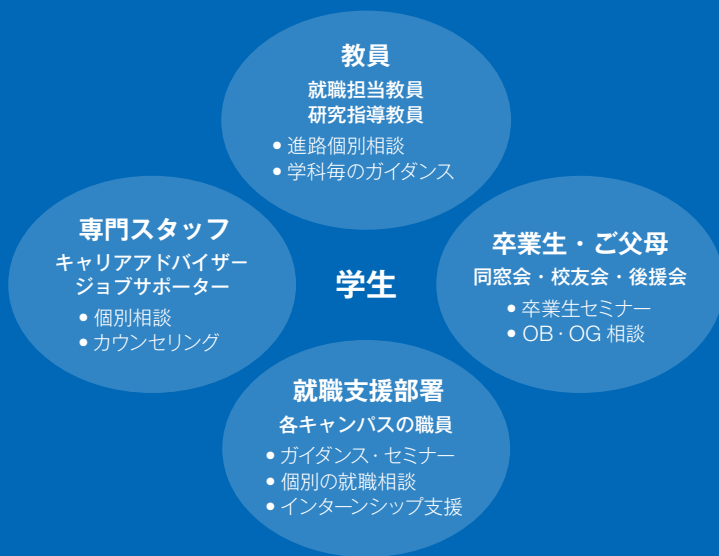 教員
就職担当教員
研究指導教員
• 進路個別相談
• 学科毎のガイダンス
専門スタッフ
キャリアアドバイザー
ジョブサポーター
• 個別相談
• カウンセリング
学生
卒業生・ご父母
同窓会・校友会・後援会
• 卒業生セミナー
• OB・OG 相談
就職支援部署
各キャンパスの職員
• ガイダンス・セミナー
• 個別の就職相談
• インターンシップ支援